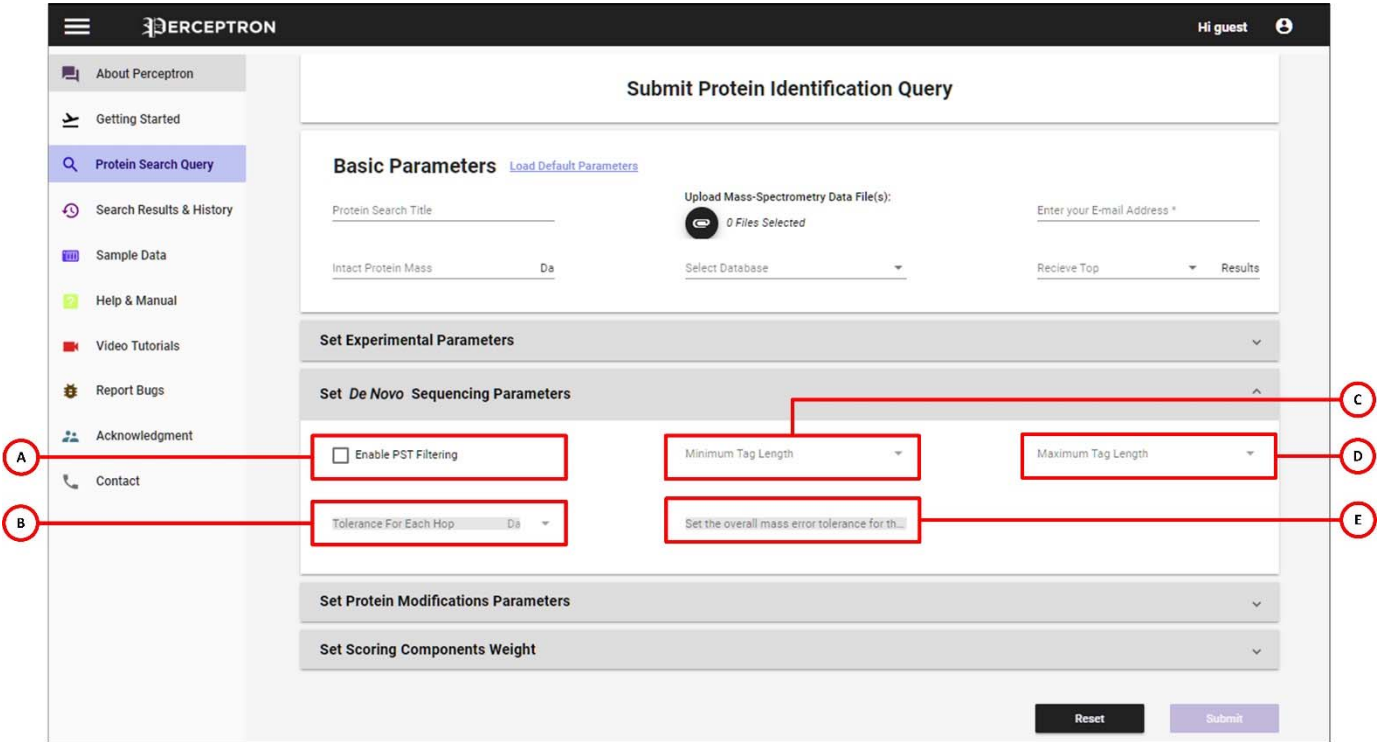 PERCEPTRON
Hi guest
About Perceptron
Getting Started
Protein Search Query
Search Results & History
Sample Data
Help & Manual
Video Tutorials
Report Bugs
Acknowledgment
Contact
Submit Protein Identification Query
Basic Parameters Load Default Parameters
Protein Search Title
Upload Mass-Spectrometry Data File(s):
0 Files Selected
Enter your E-mail Address *
Intact Protein Mass Da
Select Database
Recieve Top Results
Set Experimental Parameters
Set De Novo Sequencing Parameters
C
A
Enable PST Filtering
Minimum Tag Length
Maximum Tag Length
D
B
Tolerance For Each Hop Da
Set the overall mass error tolerance for th...
E
Set Protein Modifications Parameters
Set Scoring Components Weight
Reset
Submit